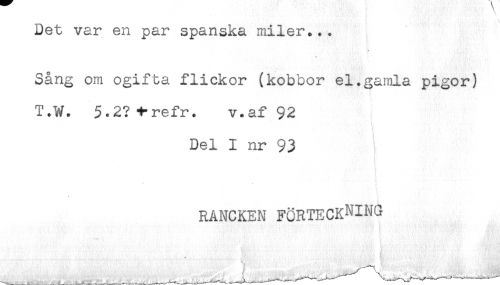 Det var en par spanska miler...
Sång om ogifta flickor (kobbor el.gamla pigor)
T.W. 5.2? + refr. v.af 92
Del I nr 93
RANCKEN FÖRTECKNING